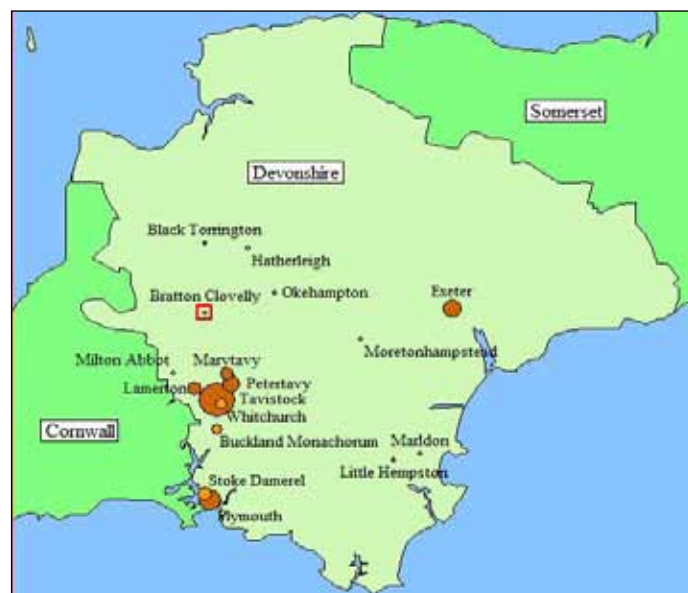 Somerset
Devonshire
Black Torrington
Hatherleigh
Bratton Clovelly
Okehampton
Exeter
Moretonhampstead
Milton Abbot
Marytavy
Lamerton
Petertavy
Tavistock
Whitchurch
Cornwall
Buckland Monachorum
Marldon
Little Hempston
Stoke Damerel
Plymouth